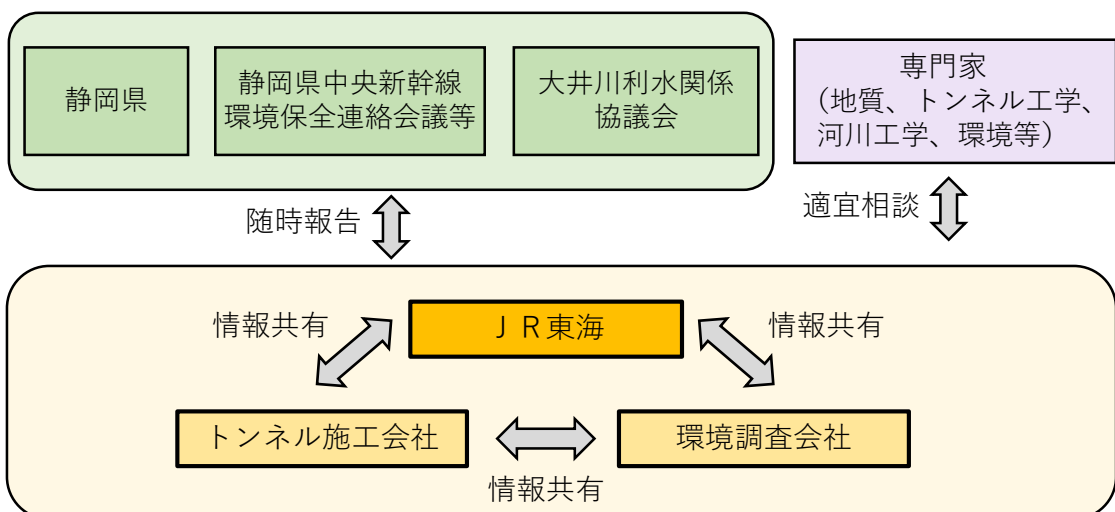 静岡県
静岡県中央新幹線
環境保全連絡会議等
大井川利水関係
協議会
専門家
（地質、トンネル工学、
河川工学、環境等）
随時報告
適宜相談
情報共有
ＪＲ東海
情報共有
トンネル施工会社
環境調査会社
情報共有